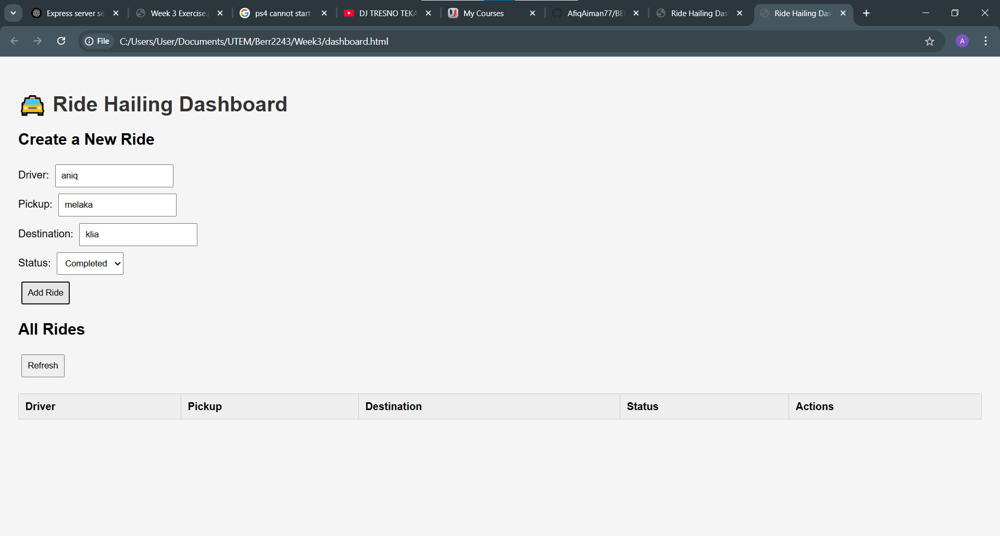 Express server se
Week 3 Exercise.
ps4 cannot start
DJ TRESNO TEKA
My Courses
AfiqAiman77/BE
Ride Hailing Das
Ride Hailing Das
File C:/Users/User/Documents/UTEM/Berr2243/Week3/dashboard.html
A
Ride Hailing Dashboard
Create a New Ride
Driver: aniq
Pickup: melaka
Destination: klia
Status: Completed
Add Ride
All Rides
Refresh
Driver Pickup Destination Status Actions